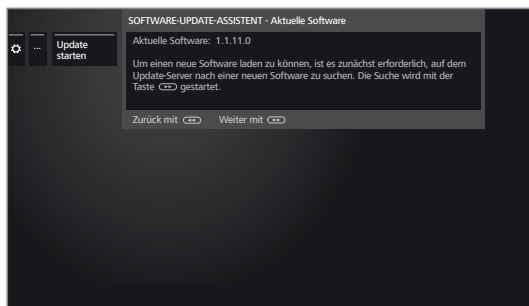 SOFTWARE-UPDATE-ASSISTENT - Aktuelle Software
... Update
starten
Aktuelle Software: 1.1.11.0
Um einen neue Software laden zu können, ist es zunächst erforderlich, auf dem
Update-Server nach einer neuen Software zu suchen. Die Suche wird mit der
Taste gestartet.
Zurück mit Weiter mit